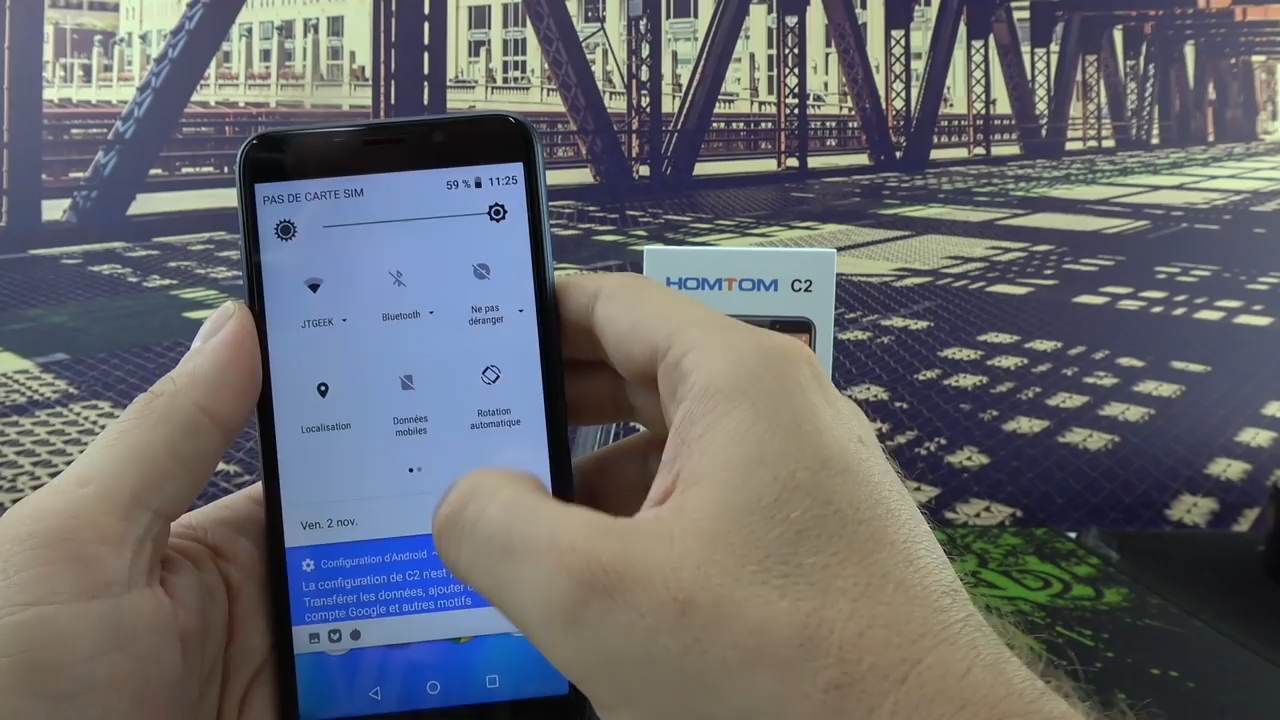 PAS DE CARTE SIM 59 % 11:25
JTGEEK
Bluetooth
Ne pas
déranger
Localisation
Données
mobiles
Rotation
automatique
Ven. 2 nov.
Configuration d'Android
La configuration de C2 n'est
Transférer les données, ajouter
compte Google et autres motifs
HOMTOM C2